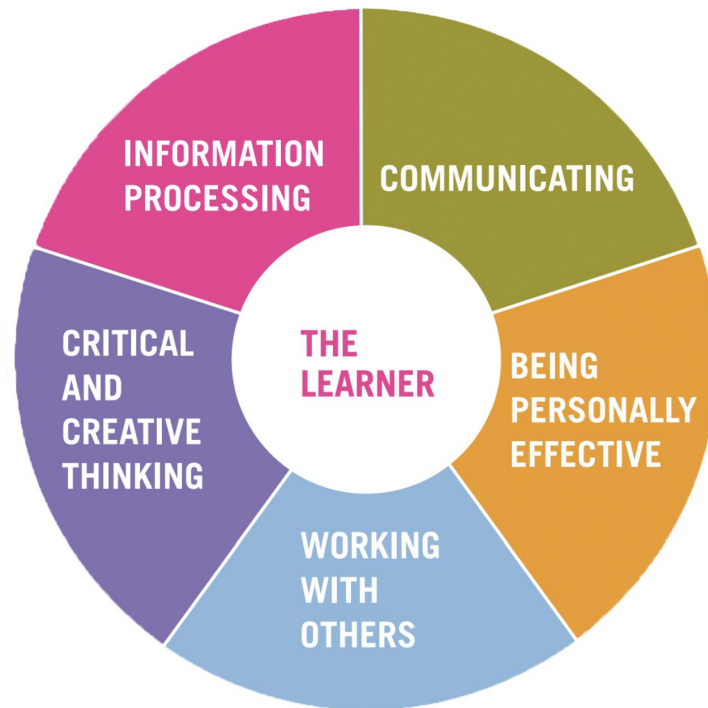 INFORMATION
PROCESSING
COMMUNICATING
THE
LEARNER
CRITICAL
AND
CREATIVE
THINKING
BEING
PERSONALLY
EFFECTIVE
WORKING
WITH
OTHERS